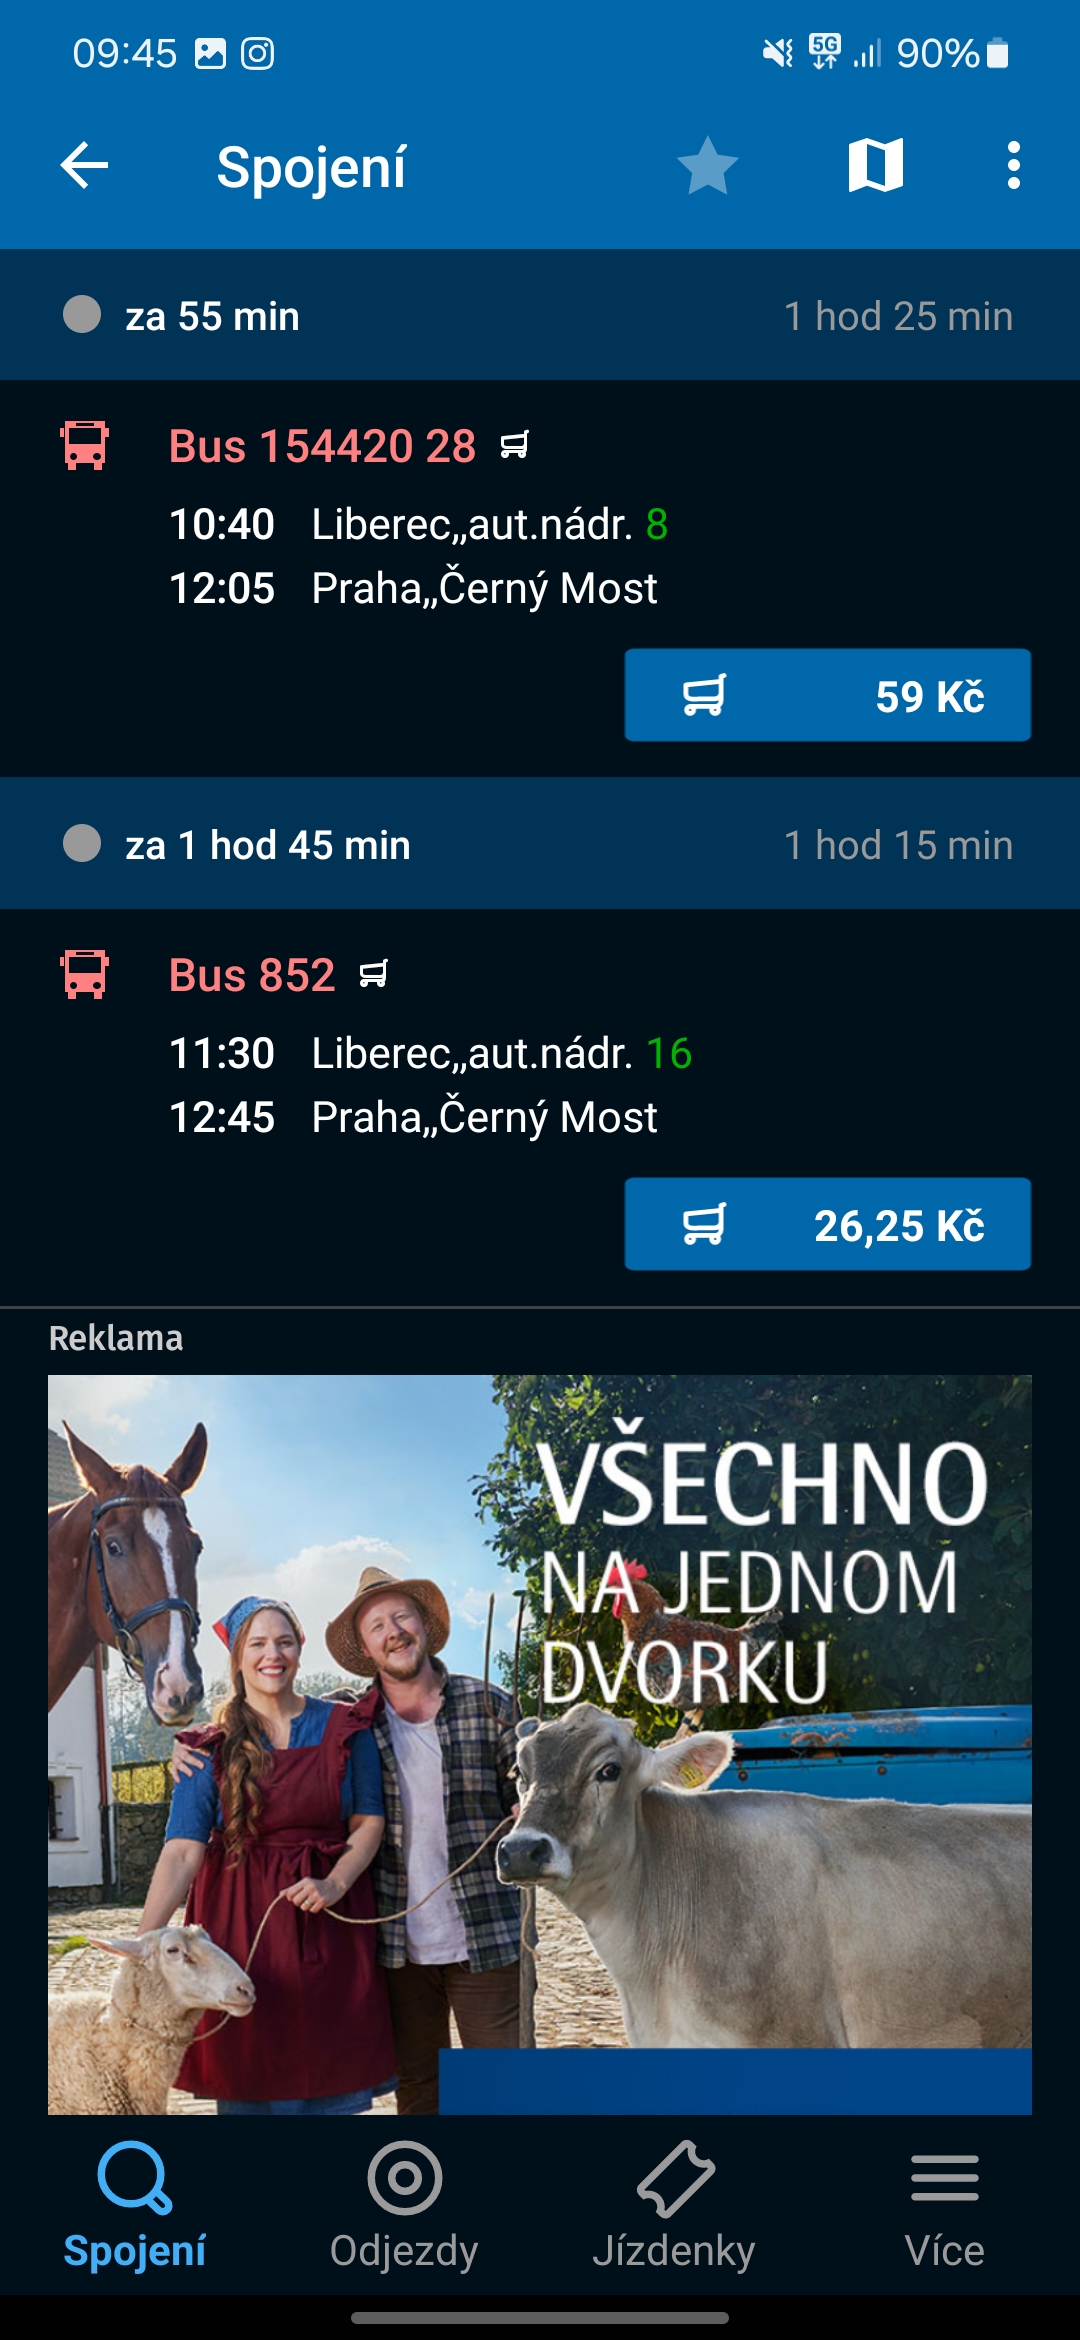 09:45
5G
90%
Spojení
za 55 min
1 hod 25 min
Bus 154420 28
10:40 Liberec,,aut.nádr. 8
12:05 Praha,,Černý Most
59 Kč
za 1 hod 45 min
1 hod 15 min
Bus 852
11:30 Liberec,,aut.nádr. 16
12:45 Praha,,Černý Most
26,25 Kč
Reklama
VŠECHNO
NA JEDNOM
DVORKU
Spojení
Odjezdy
Jízdenky
Více